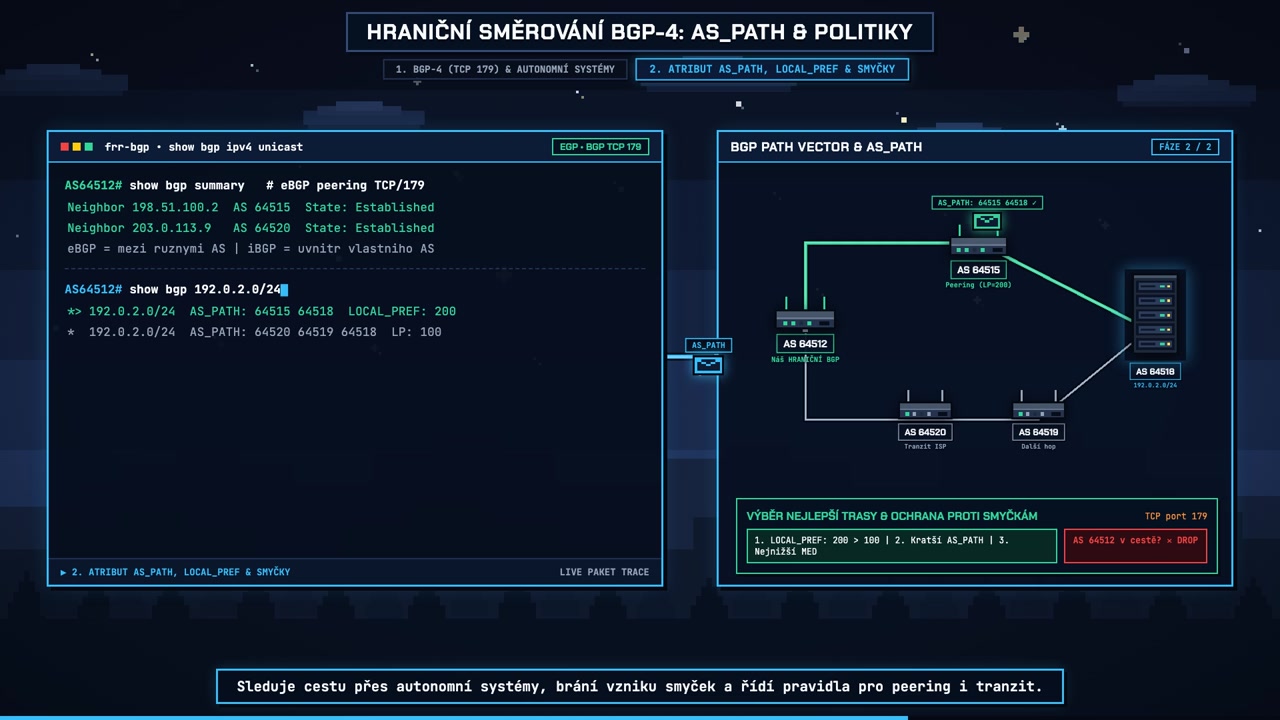 HRANIČNÍ SMĚROVÁNÍ BGP-4: AS_PATH & POLITIKY
1. BGP-4 (TCP 179) & AUTONOMNÍ SYSTÉMY
2. ATRIBUT AS_PATH, LOCAL_PREF & SMYČKY
frr-bgp • show bgp ipv4 unicast
EGP • BGP TCP 179
AS64512# show bgp summary   # eBGP peering TCP/179
Neighbor 198.51.100.2  AS 64515  State: Established
Neighbor 203.0.113.9   AS 64520  State: Established
eBGP = mezi ruznymi AS | iBGP = uvnitr vlastniho AS
AS64512# show bgp 192.0.2.0/24
*> 192.0.2.0/24  AS_PATH: 64515 64518  LOCAL_PREF: 200
*  192.0.2.0/24  AS_PATH: 64520 64519 64518  LP: 100
▶ 2. ATRIBUT AS_PATH, LOCAL_PREF & SMYČKY
LIVE PAKET TRACE
AS_PATH
BGP PATH VECTOR & AS_PATH
FÁZE 2 / 2
AS_PATH: 64515 64518 ✓
AS 64515
Peering (LP=200)
AS 64512
Náš HRANIČNÍ BGP
AS 64518
192.0.2.0/24
AS 64520
Tranzit ISP
AS 64519
Další hop
VÝBĚR NEJLEPŠÍ TRASY & OCHRANA PROTI SMYČKÁM
TCP port 179
1. LOCAL_PREF: 200 > 100 | 2. Kratší AS_PATH | 3.
Nejnižší MED
AS 64512 v cestě? × DROP
Sleduje cestu přes autonomní systémy, brání vzniku smyček a řídí pravidla pro peering i tranzit.